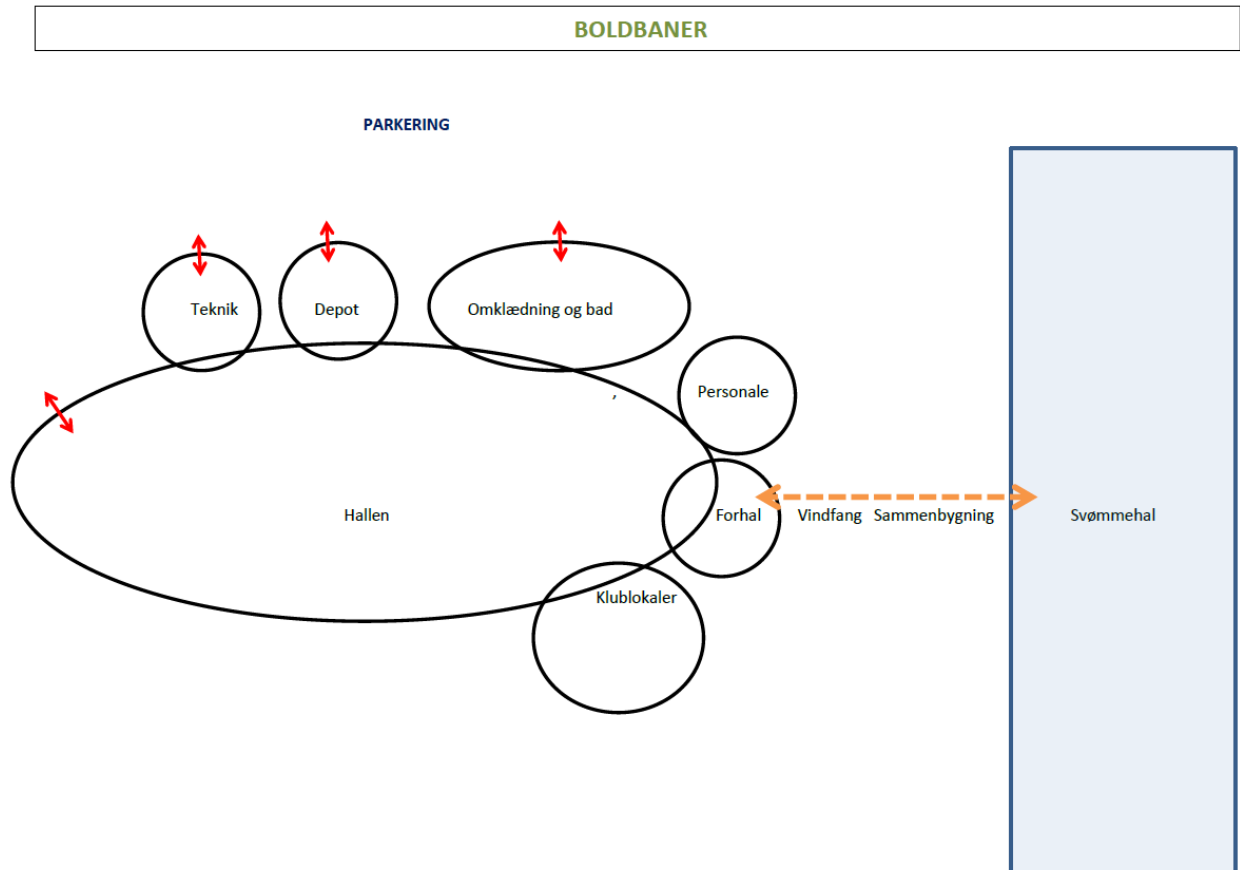 BOLDBANER
PARKERING
Teknik
Depot
Omklædning og bad
Personale
,
Hallen
Forhal
Vindfang
Sammenbygning
Svømmehal
Klublokaler